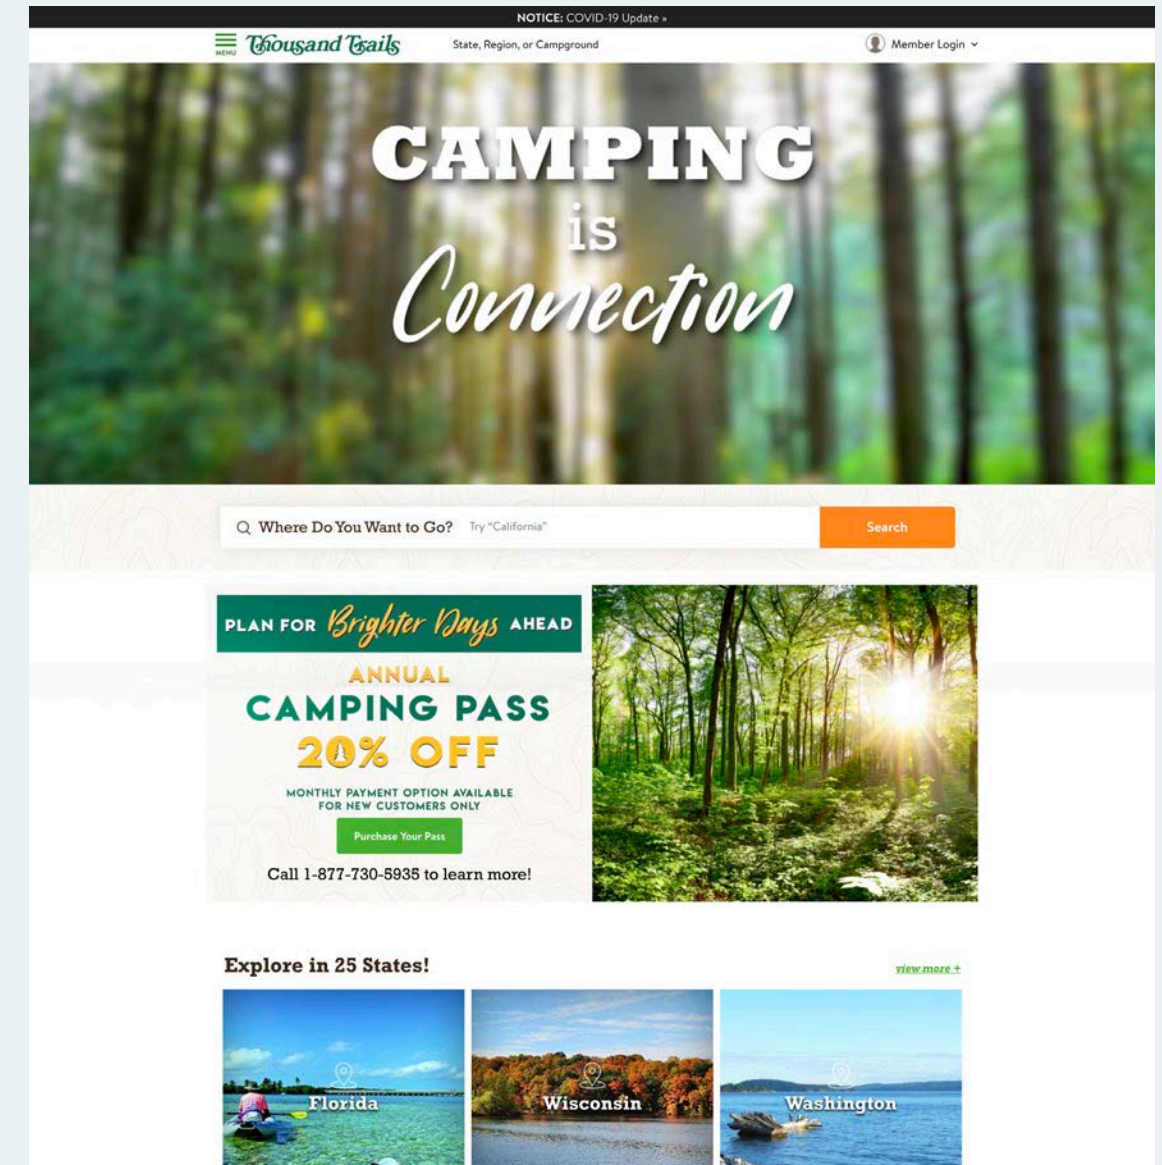 NOTICE: COVID-19 Update »
MENU
Thousand Trails
State, Region, or Campground
Member Login
CAMPING
is
Connection
Where Do You Want to Go? Try "California"
Search
PLAN FOR Brighter Days AHEAD
ANNUAL
CAMPING PASS
20% OFF
MONTHLY PAYMENT OPTION AVAILABLE
FOR NEW CUSTOMERS ONLY
Purchase Your Pass
Call 1-877-730-5935 to learn more!
Explore in 25 States!
view more +
Florida
Wisconsin
Washington